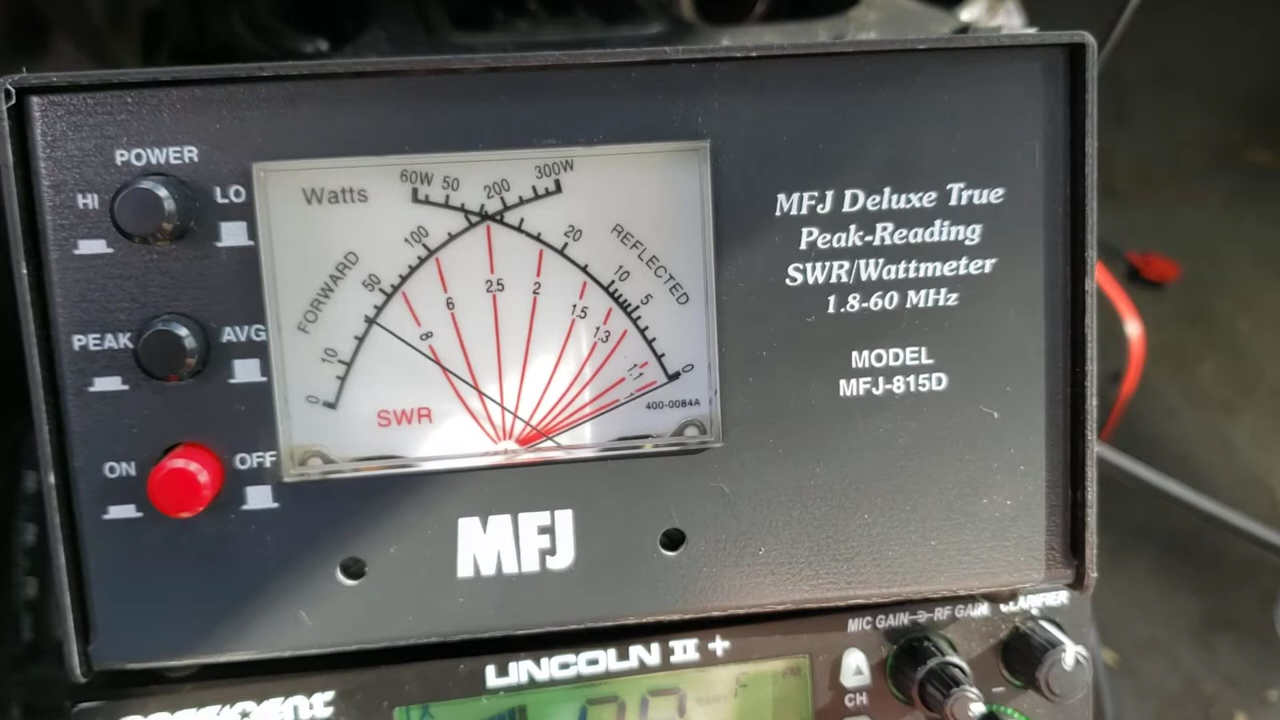 POWER
HI
LO
PEAK
AVG
ON
OFF
Watts
60W 50
200
300W
100
20
FORWARD
50
REFLECTED
10
5
10
0
0
8
6
2.5
2
1.5
1.3
1.1
1
SWR
400-0084A
MFJ
MFJ Deluxe True
Peak-Reading
SWR/Wattmeter
1.8-60 MHz
MODEL
MFJ-815D
MIC GAIN RF GAIN
CLARIFIER
LINCOLN II +
CH